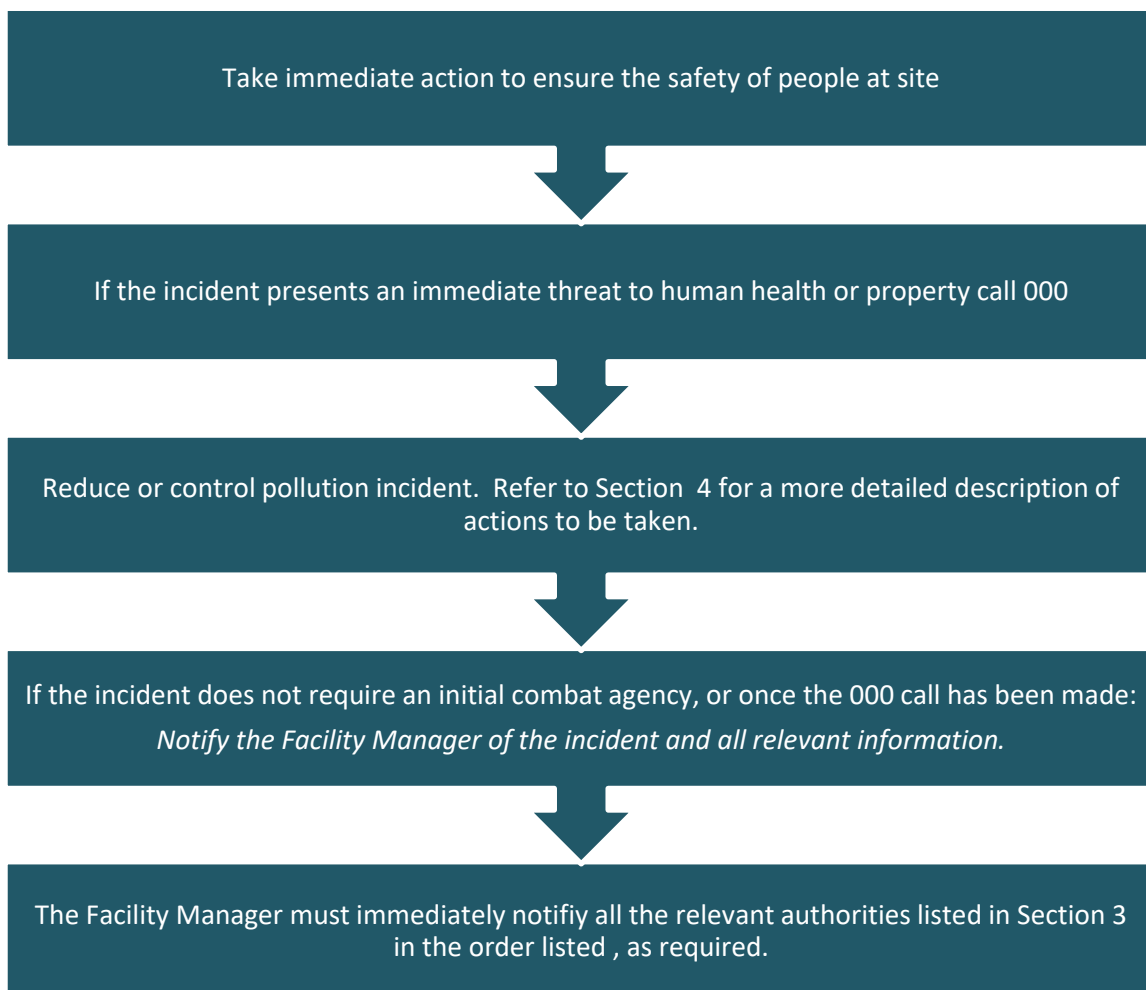 Take immediate action to ensure the safety of people at site
If the incident presents an immediate threat to human health or property call 000
Reduce or control pollution incident.  Refer to Section  4 for a more detailed description of
actions to be taken.
If the incident does not require an initial combat agency, or once the 000 call has been made:
Notify the Facility Manager of the incident and all relevant information.
The Facility Manager must immediately notifiy all the relevant authorities listed in Section 3
in the order listed , as required.